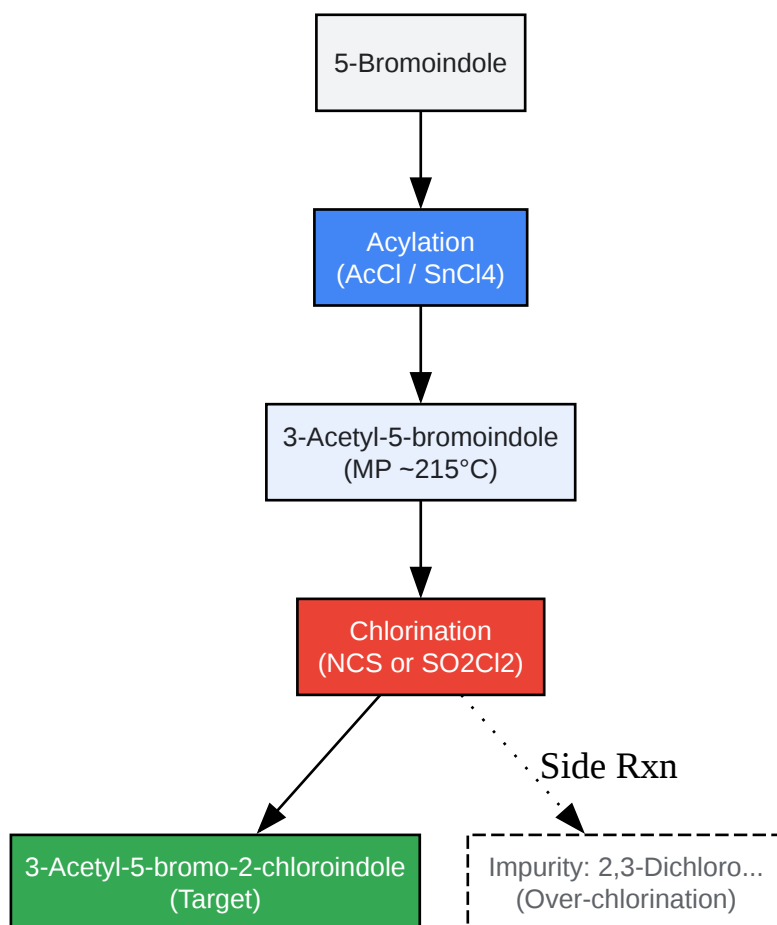 5-Bromoindole
Acylation
(AcCl / SnCl4)
3-Acetyl-5-bromoindole
(MP ~215°C)
Chlorination
(NCS or SO2Cl2)
Side Rxn
3-Acetyl-5-bromo-2-chloroindole
(Target)
Impurity: 2,3-Dichloro...
(Over-chlorination)